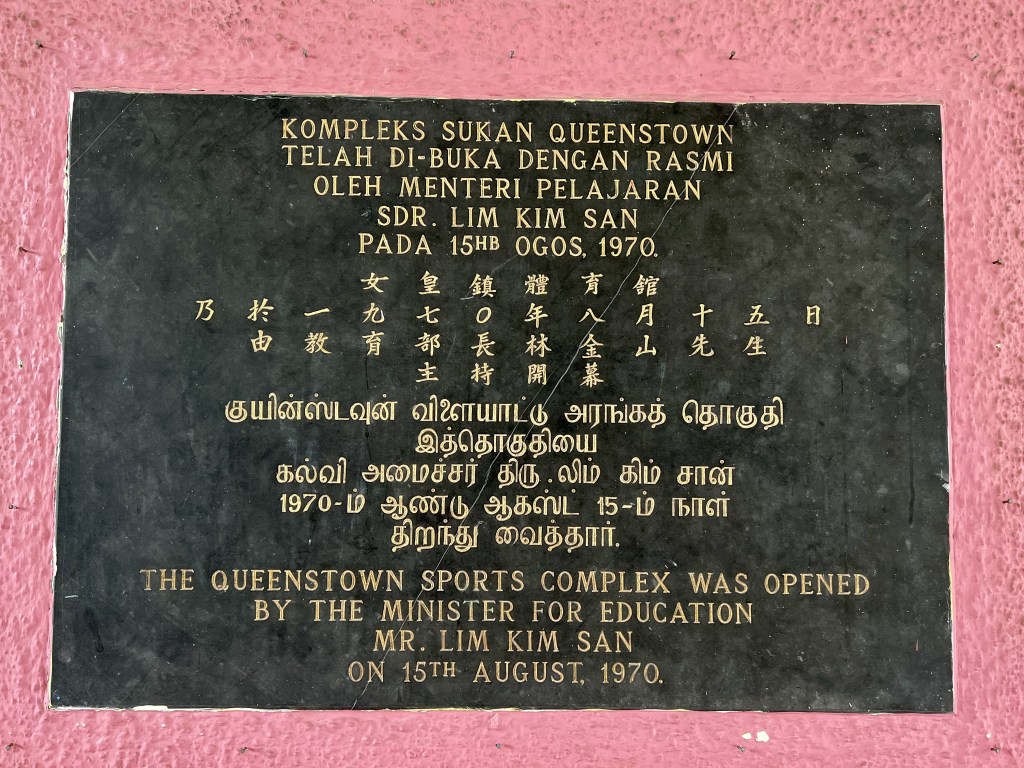 KOMPLEKS SUKAN QUEENSTOWN
TELAH DI-BUKA DENGAN RASMI
OLEH MENTERI PELAJARAN
SDR. LIM KIM SAN
PADA 15HB OGOS, 1970.
女皇鎮體育館
乃於一九七〇年八月十五日
由教育部長林金山先生
主持開幕
குயின்ஸ்டவுன் விளையாட்டு அரங்கத் தொகுதி
இத்தொகுதியை
கல்வி அமைச்சர் திரு .லிம் கிம் சான்
1970-ம் ஆண்டு ஆகஸ்ட் 15-ம் நாள்
திறந்து வைத்தார்.
THE QUEENSTOWN SPORTS COMPLEX WAS OPENED
BY THE MINISTER FOR EDUCATION
MR. LIM KIM SAN
ON 15TH AUGUST, 1970.